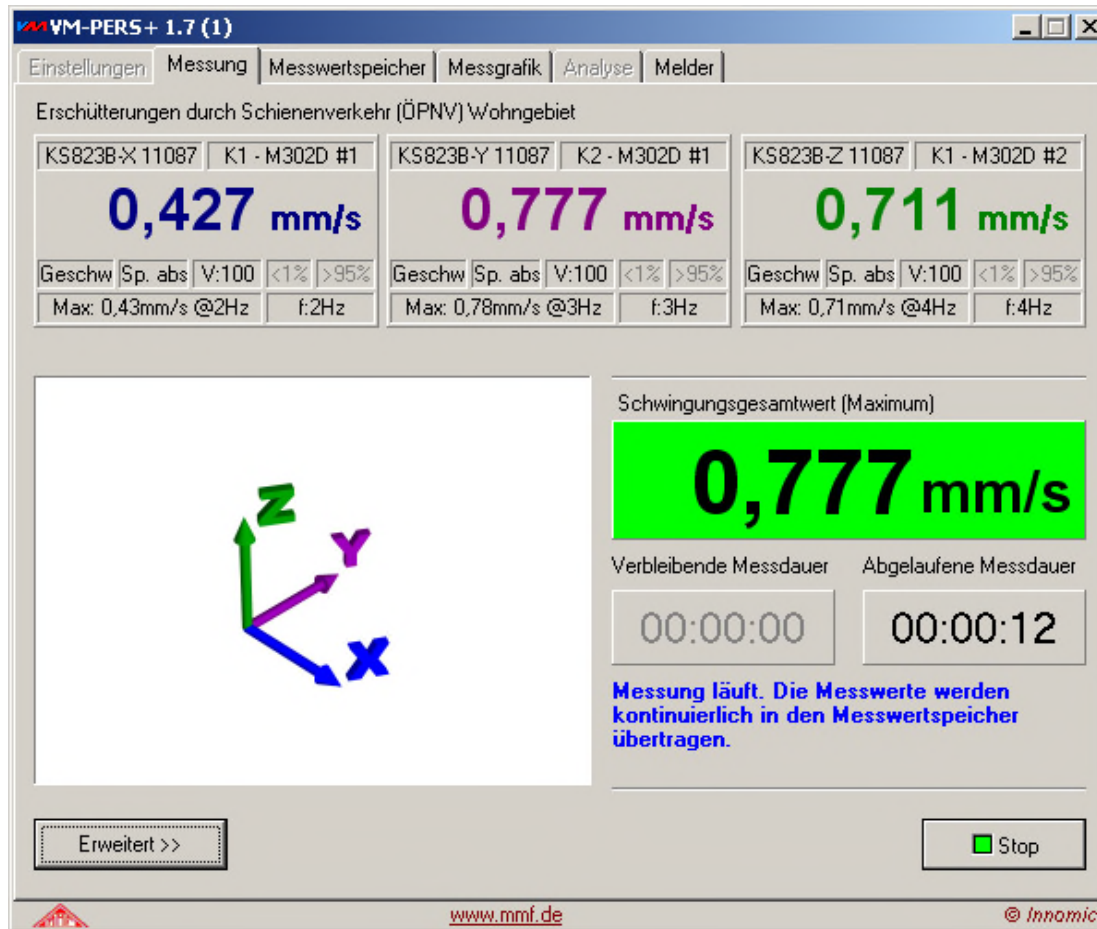 VM VM-PERS+ 1.7 (1)
Einstellungen Messung Messwertspeicher Messgrafik Analyse Melder
Erschütterungen durch Schienenverkehr (ÖPNV) Wohngebiet
KS823B-X 11087 K1 - M302D #1 KS823B-Y 11087 K2 - M302D #1 KS823B-Z 11087 K1 - M302D #2
0,427 mm/s 0,777 mm/s 0,711 mm/s
Geschw Sp. abs V:100 <1% >95% Geschw Sp. abs V:100 <1% >95% Geschw Sp. abs V:100 <1% >95%
Max: 0,43mm/s @2Hz f:2Hz Max: 0,78mm/s @3Hz f:3Hz Max: 0,71mm/s @4Hz f:4Hz
Z
Y
X
Schwingungsgesamtwert (Maximum)
0,777 mm/s
Verbleibende Messdauer Abgelaufene Messdauer
00:00:00 00:00:12
Messung läuft. Die Messwerte werden
kontinuierlich in den Messwertspeicher
übertragen.
Erweitert >> Stop
www.mmf.de © Innomic